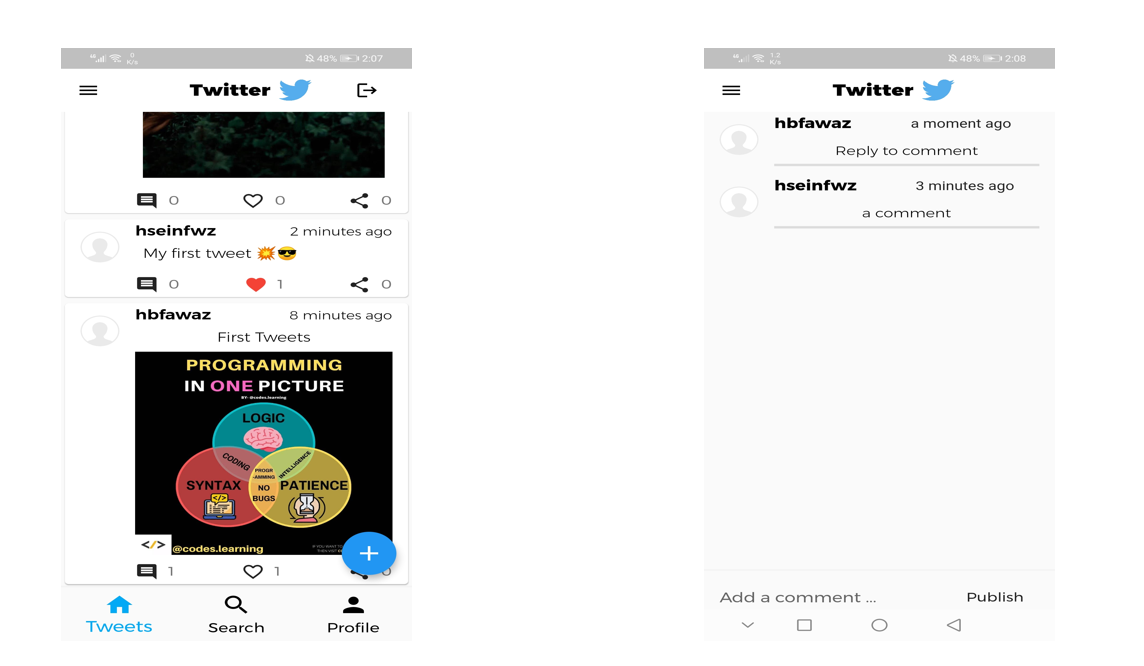 0 K/s 48% 2:07
Twitter
0 0 0
hseinfwz 2 minutes ago
My first tweet 💥😎
0 1 0
hbfawaz 8 minutes ago
First Tweets
PROGRAMMING
IN ONE PICTURE
BY-@codes.learning
LOGIC
CODING
INTELLIGENCE
PROGR
-AMMING
SYNTAX
NO
BUGS
PATIENCE
</> @codes.learning
1 1 0
Tweets Search Profile
1.2 K/s 48% 2:08
Twitter
hbfawaz a moment ago
Reply to comment
hseinfwz 3 minutes ago
a comment
Add a comment ... Publish